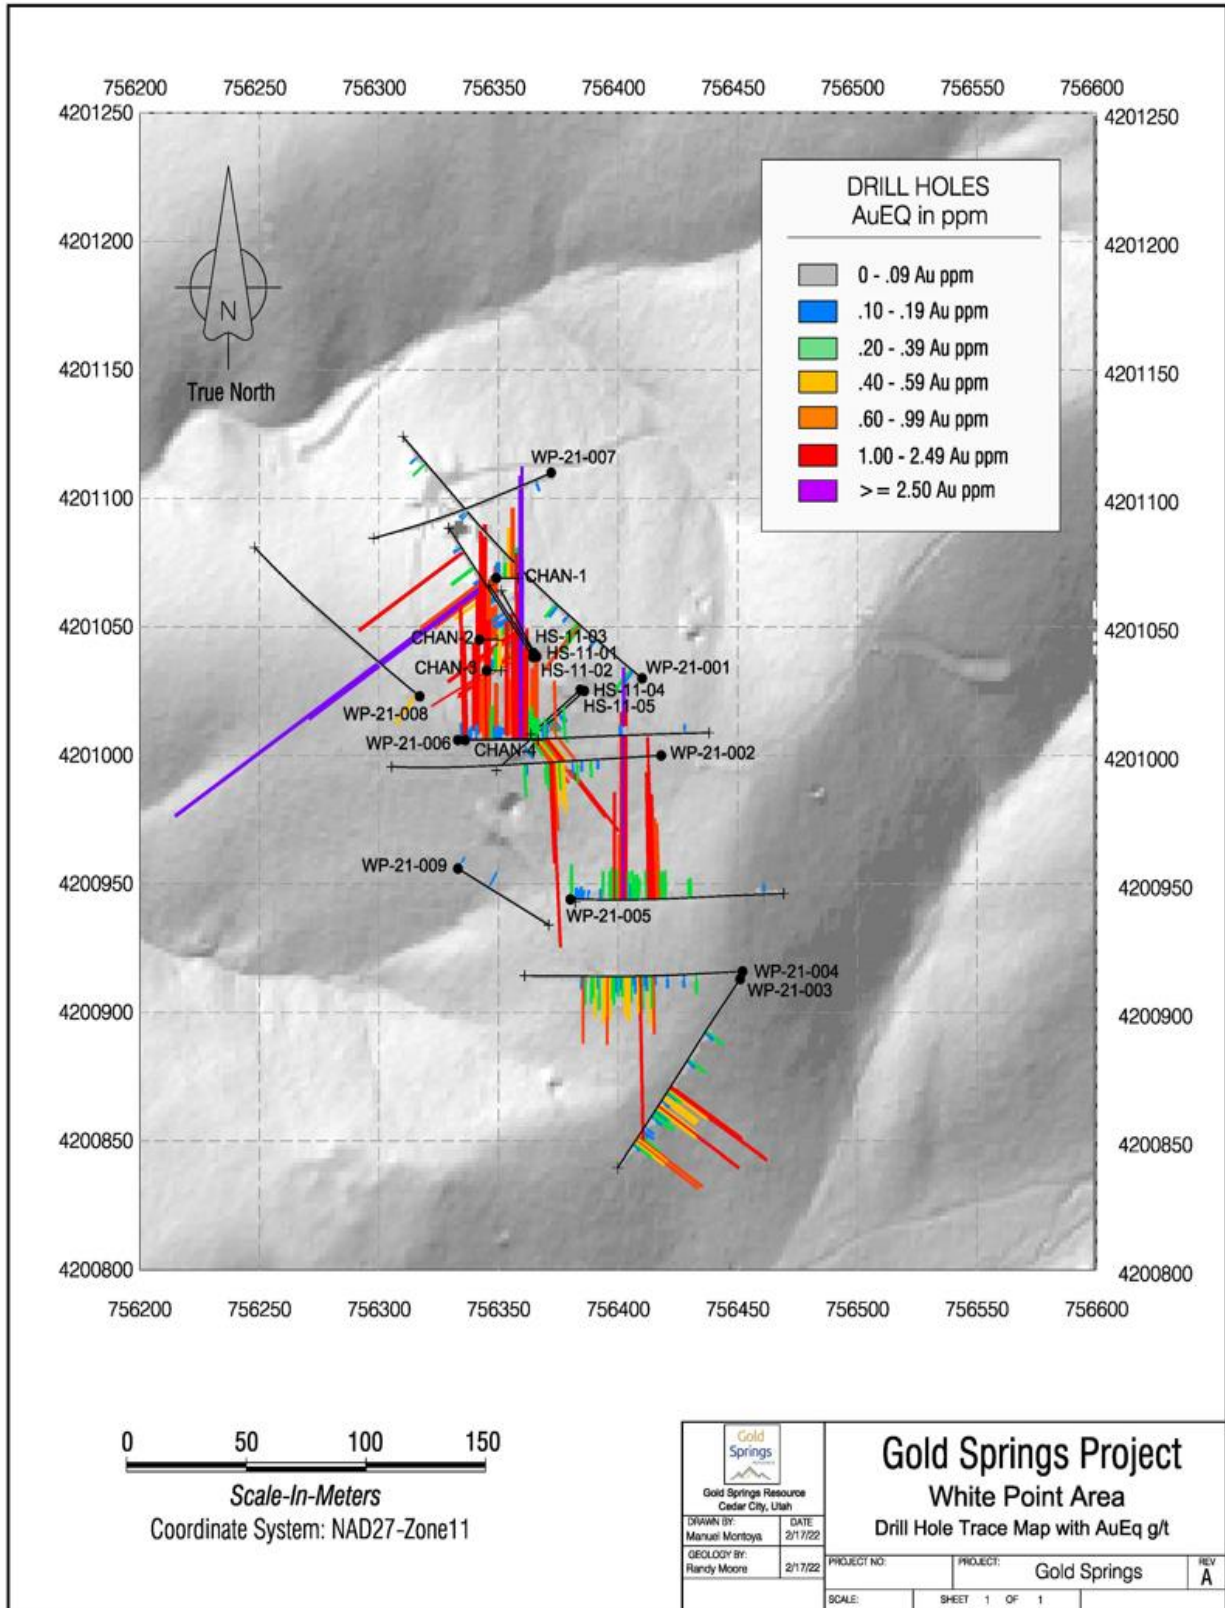 756200 756250 756300 756350 756400 756450 756500 756550 756600
4201250 4201250
DRILL HOLES
AuEQ in ppm
4201200 4201200
0 - .09 Au ppm
.10 - .19 Au ppm
.20 - .39 Au ppm
.40 - .59 Au ppm
.60 - .99 Au ppm
1.00 - 2.49 Au ppm
> = 2.50 Au ppm
N
True North
4201150 4201150
WP-21-007
4201100 4201100
CHAN-1
4201050 4201050
CHAN-2
HS-11-03
HS-11-01
HS-11-02
CHAN-3
WP-21-001
HS-11-04
HS-11-05
WP-21-008
WP-21-006
CHAN-4
4201000 4201000
WP-21-002
WP-21-009
4200950 4200950
WP-21-005
WP-21-004
WP-21-003
4200900 4200900
4200850 4200850
4200800 4200800
756200 756250 756300 756350 756400 756450 756500 756550 756600
0 50 100 150
Scale-In-Meters
Coordinate System: NAD27-Zone11
Gold
Springs
Gold Springs Resource
Cedar City, Utah
DRAWN BY: DATE
Manuel Montoya 2/17/22
GEOLOGY BY:
Randy Moore 2/17/22
Gold Springs Project
White Point Area
Drill Hole Trace Map with AuEq g/t
PROJECT NO: PROJECT: Gold Springs REV A
SCALE: SHEET 1 OF 1